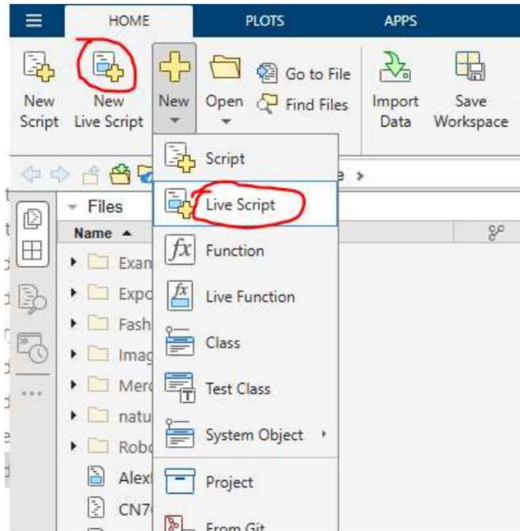 HOME PLOTS APPS
New Script
New Live Script
New
Open
Go to File
Find Files
Import Data
Save Workspace
Script
Files
Live Script
Name
fx Function
Live Function
Class
Test Class
System Object
Project
From Git